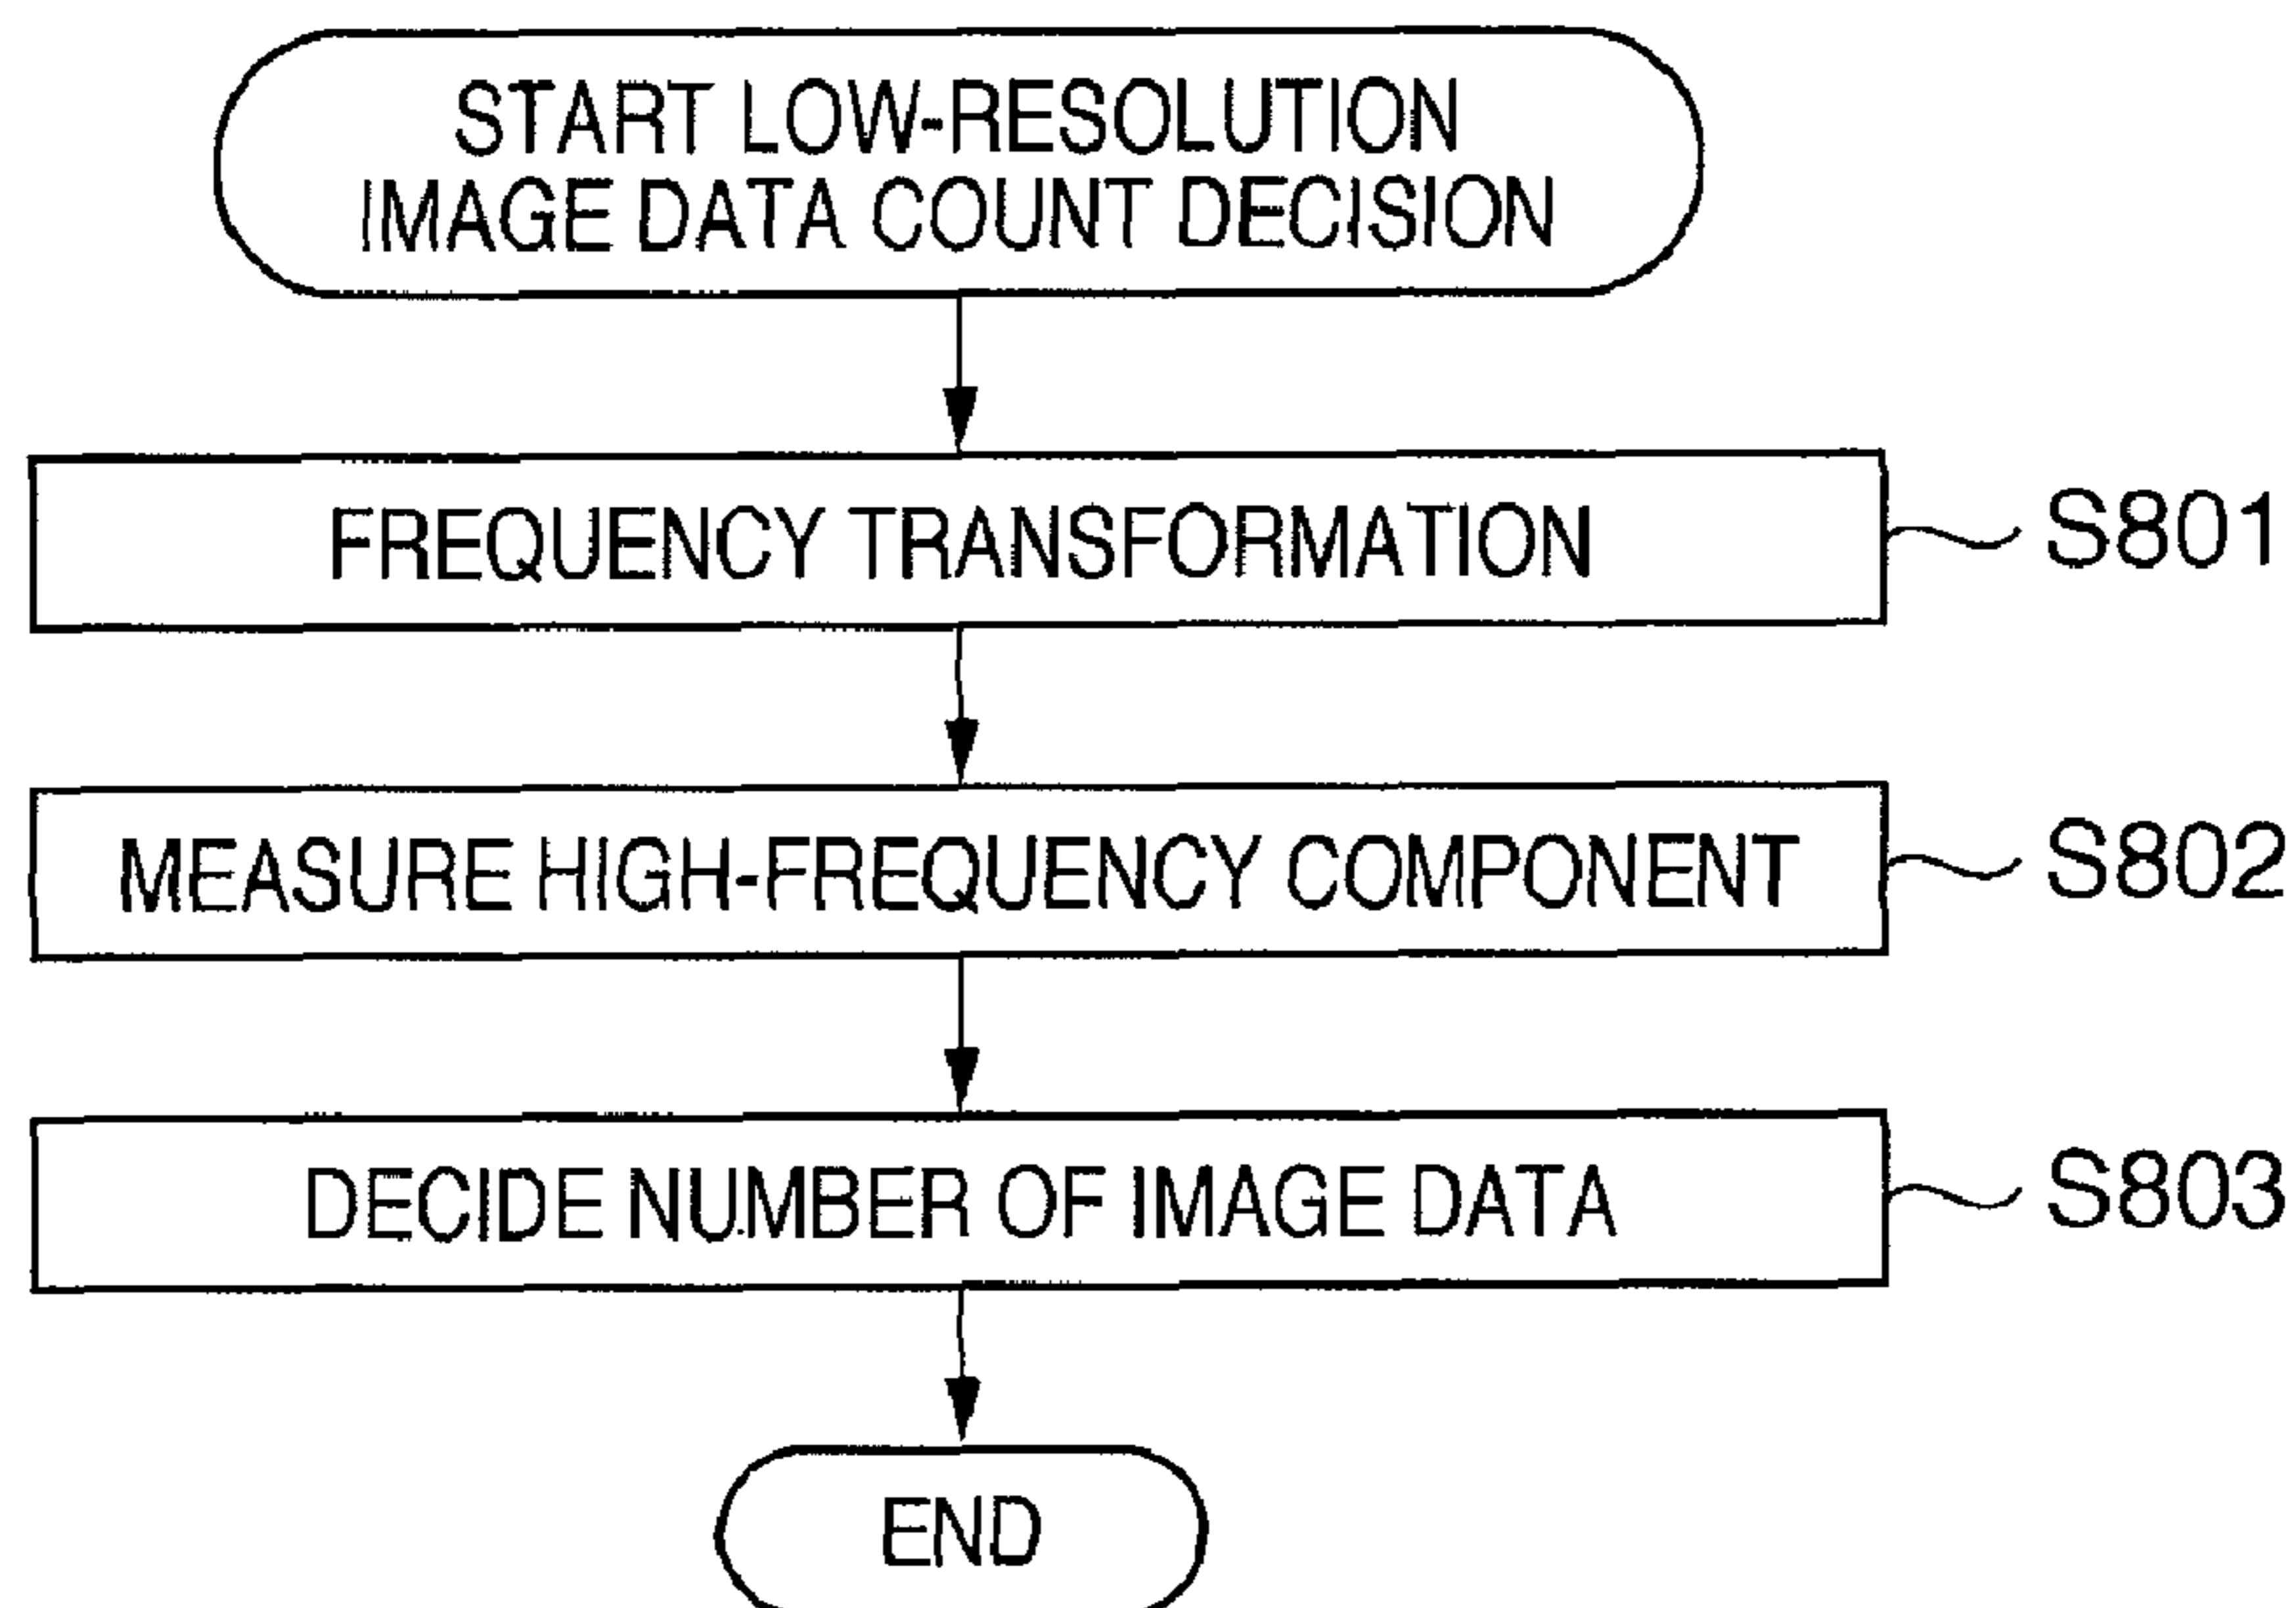 START LOW-RESOLUTION
IMAGE DATA COUNT DECISION
FREQUENCY TRANSFORMATION
S801
MEASURE HIGH-FREQUENCY COMPONENT
S802
DECIDE NUMBER OF IMAGE DATA
S803
END